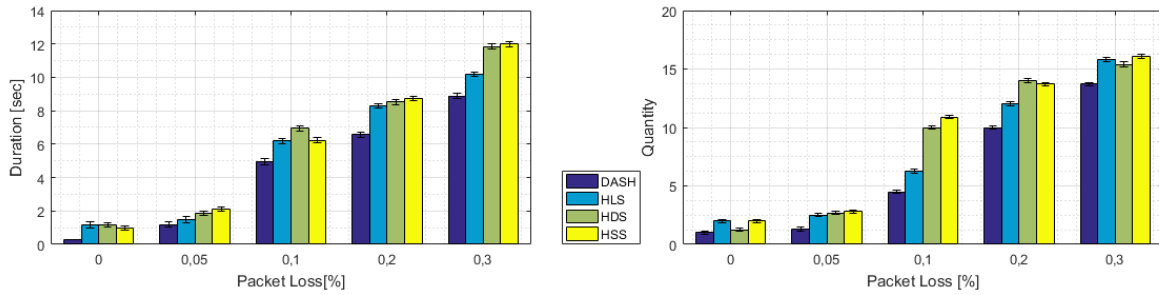 14
12
10
8
6
4
2
0
Duration [sec]
0 0,05 0,1 0,2 0,3
Packet Loss[%]
DASH
HLS
HDS
HSS
20
15
10
5
0
Quantity
0 0,05 0,1 0,2 0,3
Packet Loss [%]